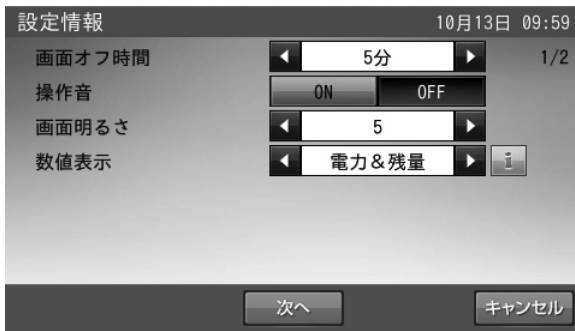 設定情報 10月13日 09:59
画面オフ時間 ◀ 5分 ▶ 1/2
操作音 ON OFF
画面明るさ ◀ 5 ▶
数値表示 ◀ 電力&残量 ▶ i
次へ キャンセル